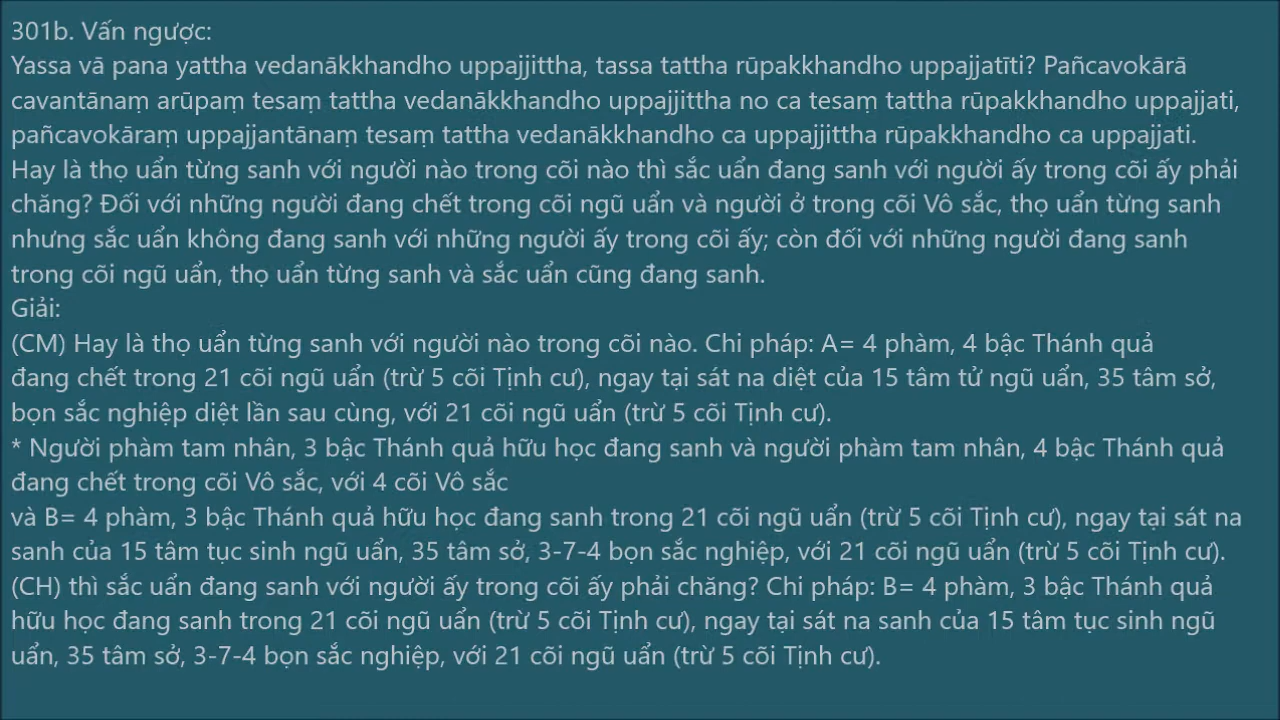 301b. Vấn ngược:
Yassa vā pana yattha vedanākkhandho uppajjittha, tassa tattha rūpakkhandho uppajjatīti? Pañcavokārā
cavantānaṃ arūpaṃ tesaṃ tattha vedanākkhandho uppajjittha no ca tesaṃ tattha rūpakkhandho uppajjati,
pañcavokāraṃ uppajjantānaṃ tesaṃ tattha vedanākkhandho ca uppajjittha rūpakkhandho ca uppajjati.
Hay là thọ uẩn từng sanh với người nào trong cõi nào thì sắc uẩn đang sanh với người ấy trong cõi ấy phải
chăng? Đối với những người đang chết trong cõi ngũ uẩn và người ở trong cõi Vô sắc, thọ uẩn từng sanh
nhưng sắc uẩn không đang sanh với những người ấy trong cõi ấy; còn đối với những người đang sanh
trong cõi ngũ uẩn, thọ uẩn từng sanh và sắc uẩn cũng đang sanh.
Giải:
(CM) Hay là thọ uẩn từng sanh với người nào trong cõi nào. Chi pháp: A= 4 phàm, 4 bậc Thánh quả
đang chết trong 21 cõi ngũ uẩn (trừ 5 cõi Tịnh cư), ngay tại sát na diệt của 15 tâm tử ngũ uẩn, 35 tâm sở,
bọn sắc nghiệp diệt lần sau cùng, với 21 cõi ngũ uẩn (trừ 5 cõi Tịnh cư).
* Người phàm tam nhân, 3 bậc Thánh quả hữu học đang sanh và người phàm tam nhân, 4 bậc Thánh quả
đang chết trong cõi Vô sắc, với 4 cõi Vô sắc
và B= 4 phàm, 3 bậc Thánh quả hữu học đang sanh trong 21 cõi ngũ uẩn (trừ 5 cõi Tịnh cư), ngay tại sát na
sanh của 15 tâm tục sinh ngũ uẩn, 35 tâm sở, 3-7-4 bọn sắc nghiệp, với 21 cõi ngũ uẩn (trừ 5 cõi Tịnh cư).
(CH) thì sắc uẩn đang sanh với người ấy trong cõi ấy phải chăng? Chi pháp: B= 4 phàm, 3 bậc Thánh quả
hữu học đang sanh trong 21 cõi ngũ uẩn (trừ 5 cõi Tịnh cư), ngay tại sát na sanh của 15 tâm tục sinh ngũ
uẩn, 35 tâm sở, 3-7-4 bọn sắc nghiệp, với 21 cõi ngũ uẩn (trừ 5 cõi Tịnh cư).